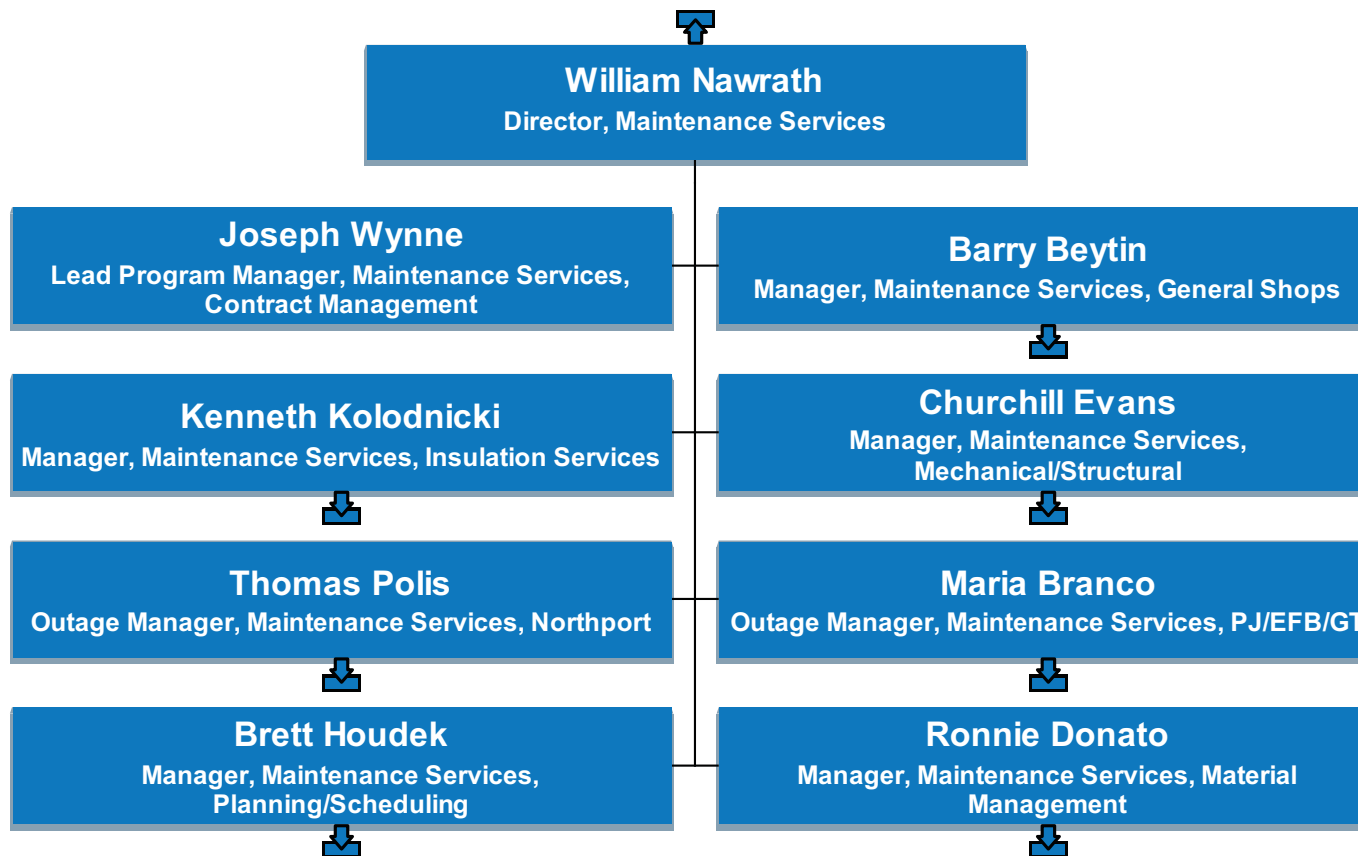 William Nawrath
Director, Maintenance Services
Joseph Wynne
Lead Program Manager, Maintenance Services,
Contract Management
Barry Beytin
Manager, Maintenance Services, General Shops
Kenneth Kolodnicki
Manager, Maintenance Services, Insulation Services
Churchill Evans
Manager, Maintenance Services,
Mechanical/Structural
Thomas Polis
Outage Manager, Maintenance Services, Northport
Maria Branco
Outage Manager, Maintenance Services, PJ/EFB/GT
Brett Houdek
Manager, Maintenance Services,
Planning/Scheduling
Ronnie Donato
Manager, Maintenance Services, Material
Management